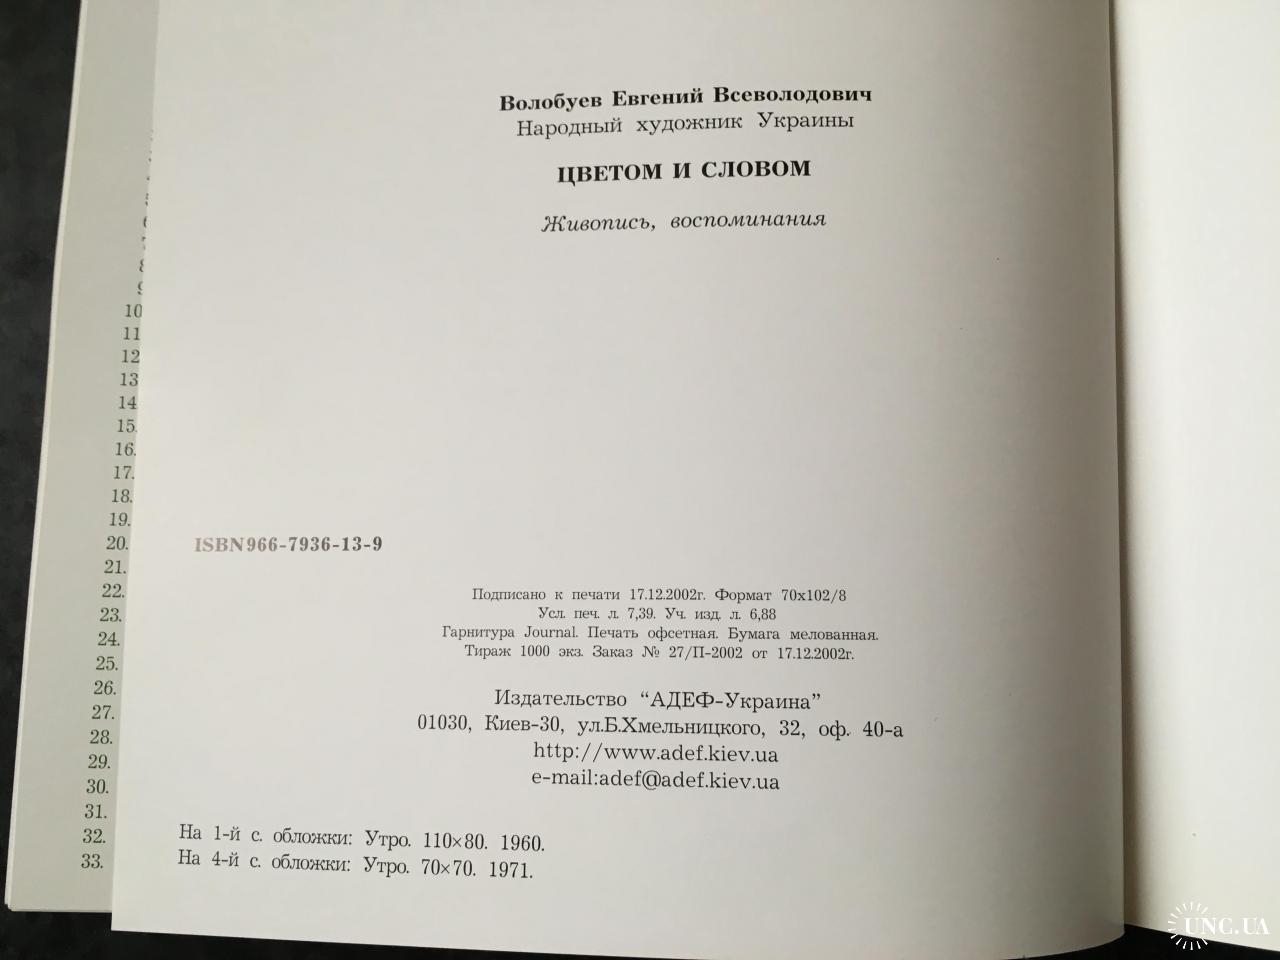 Волобуев Евгений Всеволодович
Народный художник Украины
ЦВЕТОМ И СЛОВОМ
Живопись, воспоминания
10
11
12
13
14
15.
16.
17.
18.
19.
20.
21.
22.
23.
24.
25.
26.
27.
28.
29.
30.
31.
32.
33.
ISBN966-7936-13-9
Подписано к печати 17.12.2002г. Формат 70х102/8
Усл. печ. л. 7,39. Уч. изд. л. 6,88
Гарнитура Journal. Печать офсетная. Бумага мелованная.
Тираж 1000 экз. Заказ № 27/П-2002 от 17.12.2002г.
Издательство “АДЕФ-Украина”
01030, Киев-30, ул.Б.Хмельницкого, 32, оф. 40-а
http://www.adef.kiev.ua
e-mail:adef@adef.kiev.ua
На 1-й с. обложки: Утро. 110×80. 1960.
На 4-й с. обложки: Утро. 70×70. 1971.
UNC.UA